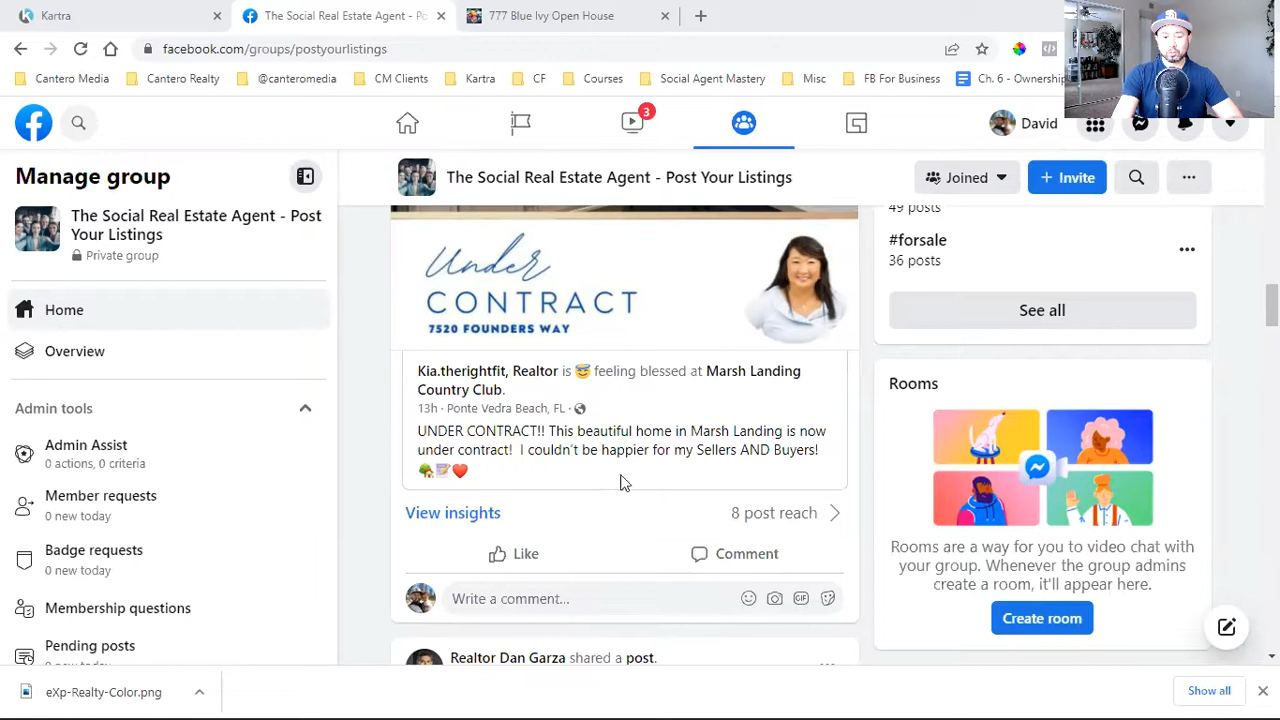 Kartra
The Social Real Estate Agent - Po
777 Blue Ivy Open House
facebook.com/groups/postyourlistings
Cantero Media
Cantero Realty
@canteromedia
CM Clients
Kartra
CF
Courses
Social Agent Mastery
Misc
FB For Business
Ch. 6 - Ownership
3
David
Manage group
The Social Real Estate Agent - Post Your Listings
Joined
+ Invite
The Social Real Estate Agent - Post
Your Listings
Private group
Home
Overview
Admin tools
Admin Assist
0 actions, 0 criteria
Member requests
0 new today
Badge requests
0 new today
Membership questions
Pending posts
0 new today
Under
CONTRACT
7520 FOUNDERS WAY
Kia.therightfit, Realtor is 😇 feeling blessed at Marsh Landing
Country Club.
13h · Ponte Vedra Beach, FL ·
UNDER CONTRACT!! This beautiful home in Marsh Landing is now
under contract! I couldn't be happier for my Sellers AND Buyers!
🏡📝❤️
View insights
8 post reach
Like
Comment
Write a comment...
GIF
Realtor Dan Garza shared a post.
49 posts
#forsale
36 posts
See all
Rooms
Rooms are a way for you to video chat with
your group. Whenever the group admins
create a room, it'll appear here.
Create room
eXp-Realty-Color.png
Show all